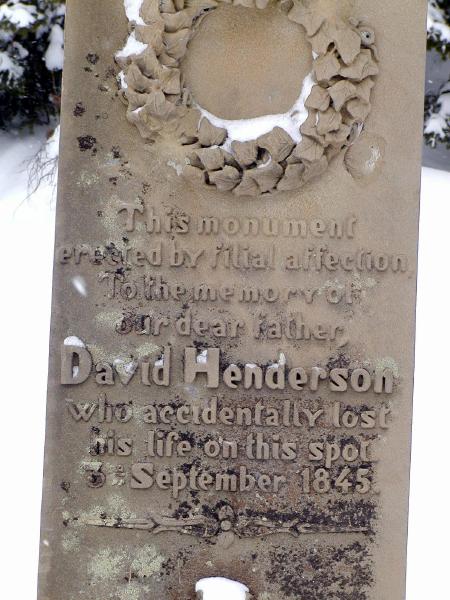 This monument
erected by filial affection,
To the memory of
our dear father,
David Henderson
who accidentally lost
his life on this spot
3rd September 1845.